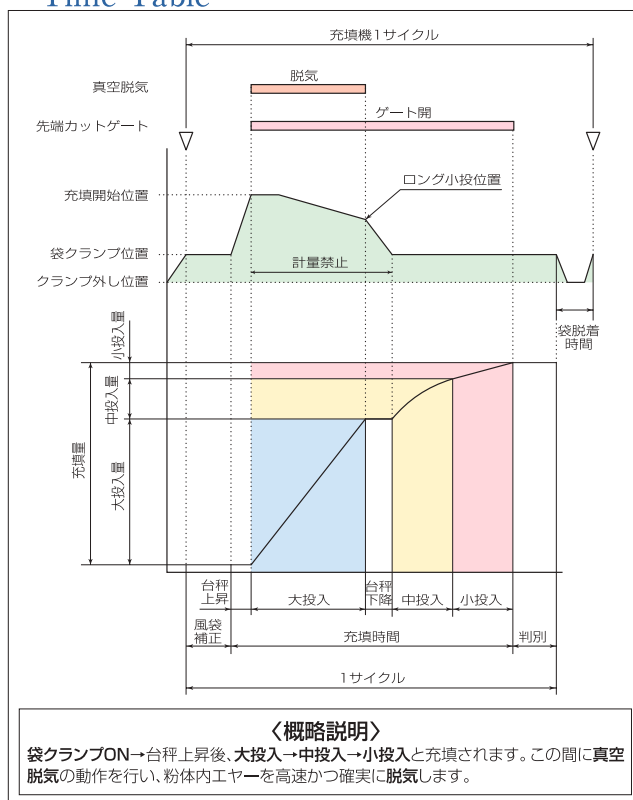 Time Table
充填機1サイクル
脱気
真空脱気
ゲート開
先端カットゲート
ロング小投位置
充填開始位置
袋クランプ位置
計量禁止
クランプ外し位置
袋脱着
時間
小投入量
中投入量
充填量
大投入量
台秤
上昇
大投入
台秤
下降
中投入
小投入
風袋
補正
充填時間
判別
1サイクル
〈概略説明〉
袋クランプON→台秤上昇後、大投入→中投入→小投入と充填されます。この間に真空
脱気の動作を行い、粉体内エヤーを高速かつ確実に脱気します。